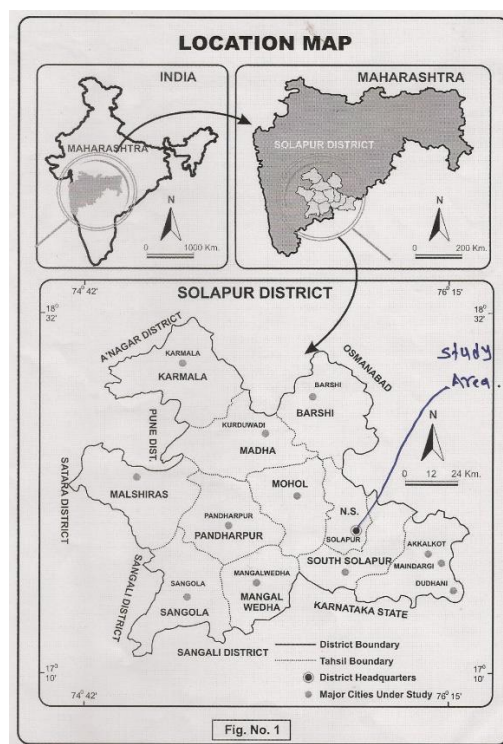 LOCATION MAP
INDIA
MAHARASHTRA
N
0 1000 Km.
MAHARASHTRA
SOLAPUR DISTRICT
N
0 200 Km.
74° 42'
SOLAPUR DISTRICT
76° 15'
18° 32'
18° 32'
A'NAGAR DISTRICT
OSMANABAD
Study
Area.
KARMALA
KARMALA
BARSHI
BARSHI
PUNE DIST.
KURDUWADI
MADHA
N
0 12 24 Km.
SATARA DISTRICT
MALSHIRAS
MOHOL
N.S.
SOLAPUR
PANDHARPUR
PANDHARPUR
AKKALKOT
MAINDARGI
DUDHANI
SOUTH SOLAPUR
SANGALI DISTRICT
SANGOLA
SANGOLA
MANGALWEDHA
MANGAL
WEDHA
KARNATAKA STATE
SANGALI DISTRICT
District Boundary
Tahsil Boundary
District Headquarters
Major Cities Under Study
17° 10'
17° 10'
74° 42'
76° 15'
Fig. No. 1